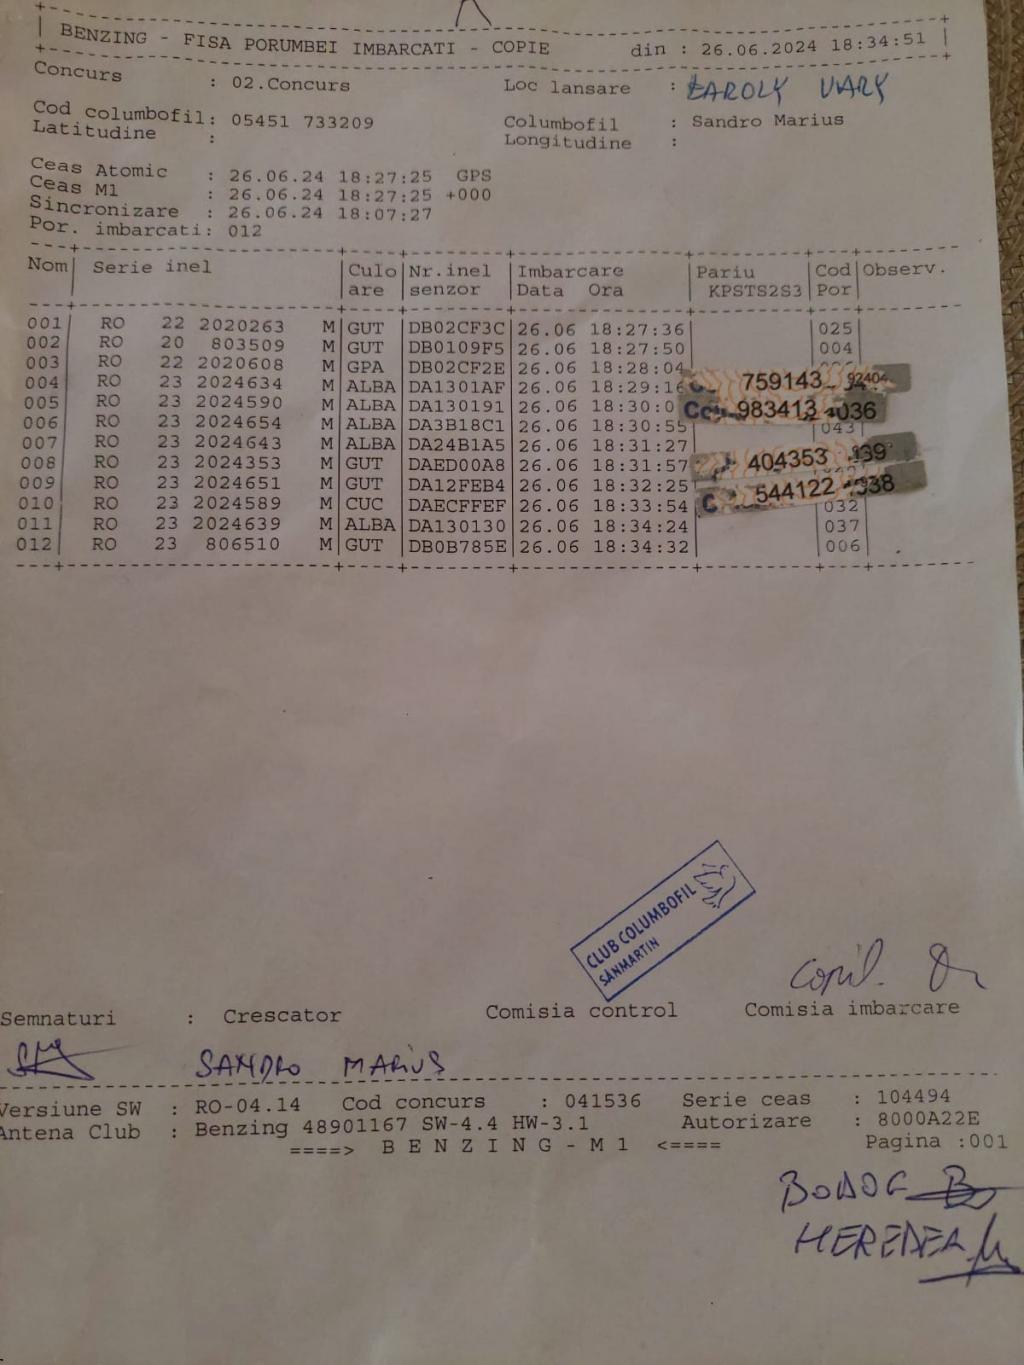 BENZING - FISA PORUMBEI IMBARCATI - COPIE din : 26.06.2024 18:34:51
Concurs : 02.Concurs Loc lansare : KAROLY VARY
Cod columbofil: 05451 733209 Columbofil : Sandro Marius
Latitudine : Longitudine :
Ceas Atomic : 26.06.24 18:27:25 GPS
Ceas M1 : 26.06.24 18:27:25 +000
Sincronizare : 26.06.24 18:07:27
Por. imbarcati: 012
Nom Serie inel Culo Nr.inel Imbarcare Pariu Cod Observ.
are senzor Data Ora KPSTS2S3 Por
001 RO 22 2020263 M GUT DB02CF3C 26.06 18:27:36 025
002 RO 20 803509 M GUT DB0109F5 26.06 18:27:50 004
003 RO 22 2020608 M GPA DB02CF2E 26.06 18:28:04
004 RO 23 2024634 M ALBA DA1301AF 26.06 18:29:16 759143 92404
005 RO 23 2024590 M ALBA DA130191 26.06 18:30:0 983413 4036
006 RO 23 2024654 M ALBA DA3B18C1 26.06 18:30:55 043
007 RO 23 2024643 M ALBA DA24B1A5 26.06 18:31:27
008 RO 23 2024353 M GUT DAED00A8 26.06 18:31:57 404353
009 RO 23 2024651 M GUT DA12FEB4 26.06 18:32:25 544122
010 RO 23 2024589 M CUC DAECFFEF 26.06 18:33:54 032
011 RO 23 2024639 M ALBA DA130130 26.06 18:34:24 037
012 RO 23 806510 M GUT DB0B785E 26.06 18:34:32 006
CLUB COLUMBOFIL
SANMARTIN
Semnaturi : Crescator Comisia control Comisia imbarcare
SANDRO MARIUS
Versiune SW : RO-04.14 Cod concurs : 041536 Serie ceas : 104494
Antena Club : Benzing 48901167 SW-4.4 HW-3.1 Autorizare : 8000A22E
====> B E N Z I N G - M 1 <==== Pagina :001
BODOG B
HEREDEA